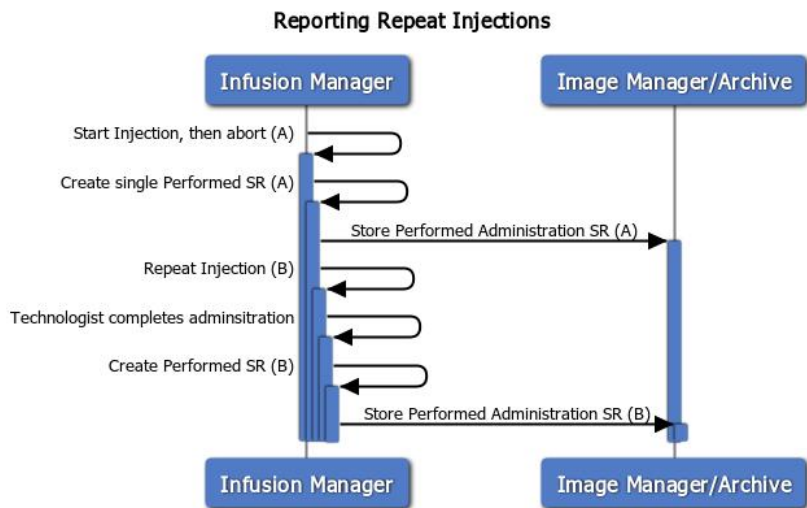 Reporting Repeat Injections
Infusion Manager
Image Manager/Archive
Start Injection, then abort (A)
Create single Performed SR (A)
Store Performed Administration SR (A)
Repeat Injection (B)
Technologist completes adminsitration
Create Performed SR (B)
Store Performed Administration SR (B)
Infusion Manager
Image Manager/Archive